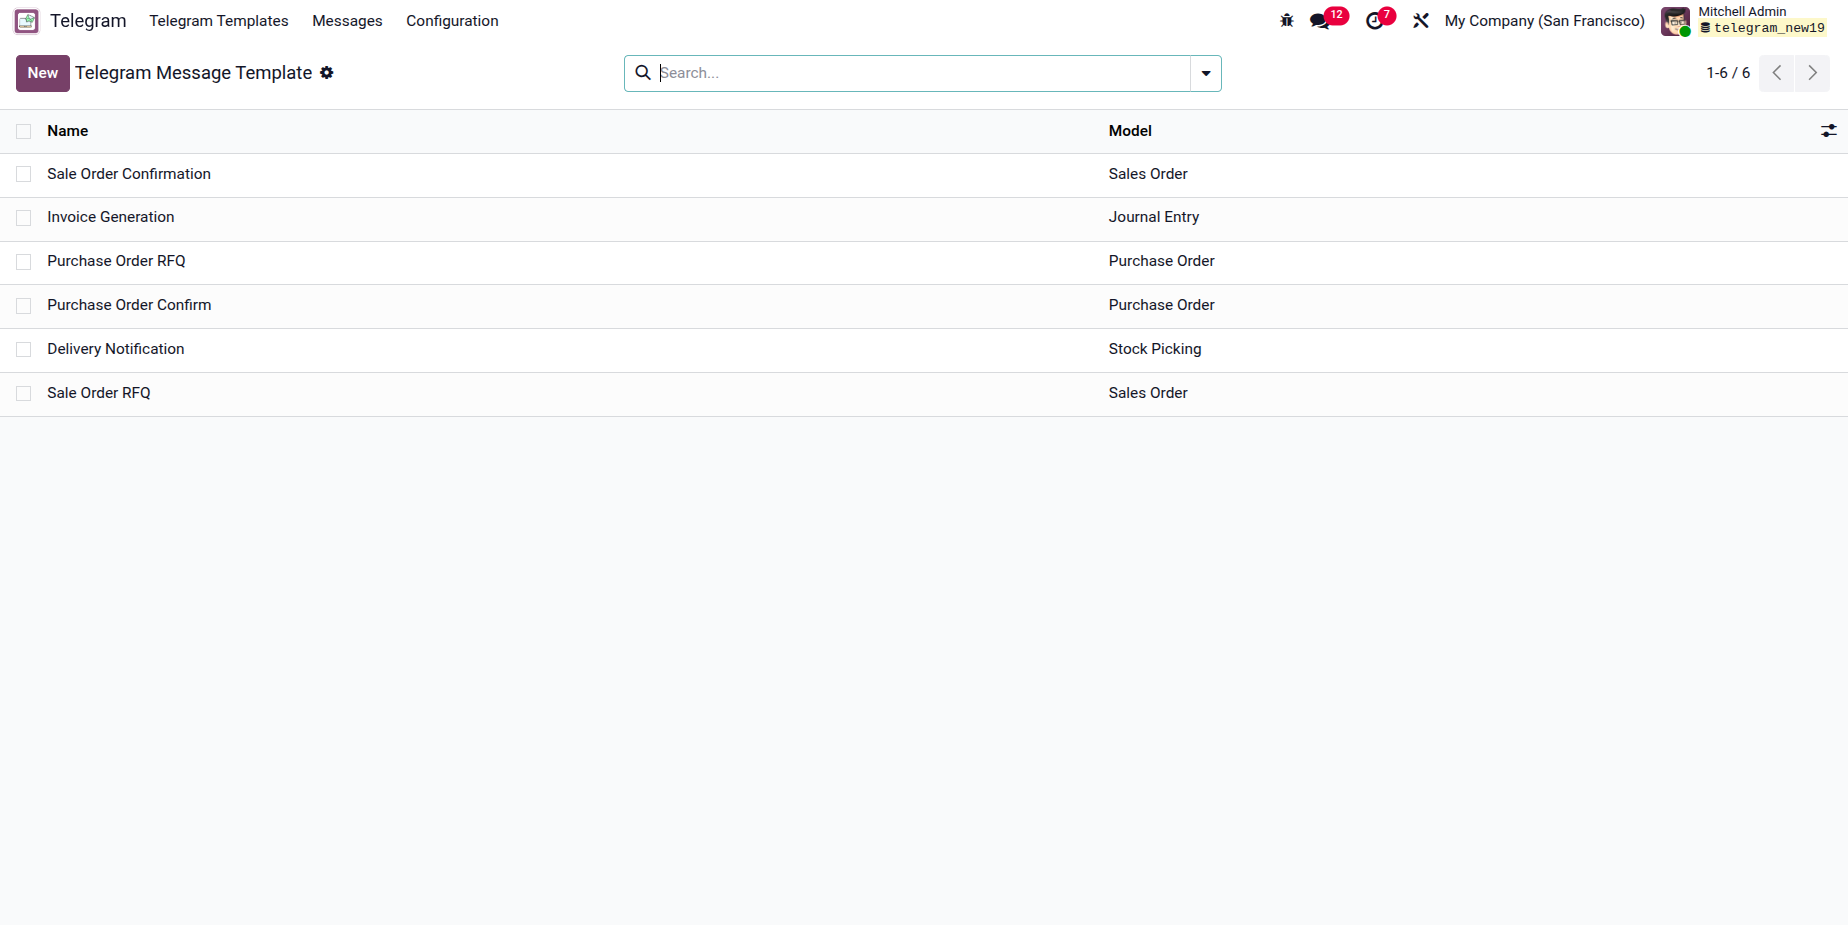 Telegram Telegram Templates Messages Configuration 12 7 My Company (San Francisco) Mitchell Admin
telegram_new19
New Telegram Message Template Search... 1-6 / 6
Name Model
Sale Order Confirmation Sales Order
Invoice Generation Journal Entry
Purchase Order RFQ Purchase Order
Purchase Order Confirm Purchase Order
Delivery Notification Stock Picking
Sale Order RFQ Sales Order